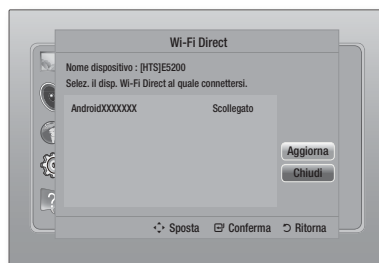 Wi-Fi Direct
Nome dispositivo : [HTS]E5200
Selez. il disp. Wi-Fi Direct al quale connettersi.
AndroidXXXXXXX Scollegato
Aggiorna
Chiudi
Sposta Conferma Ritorna